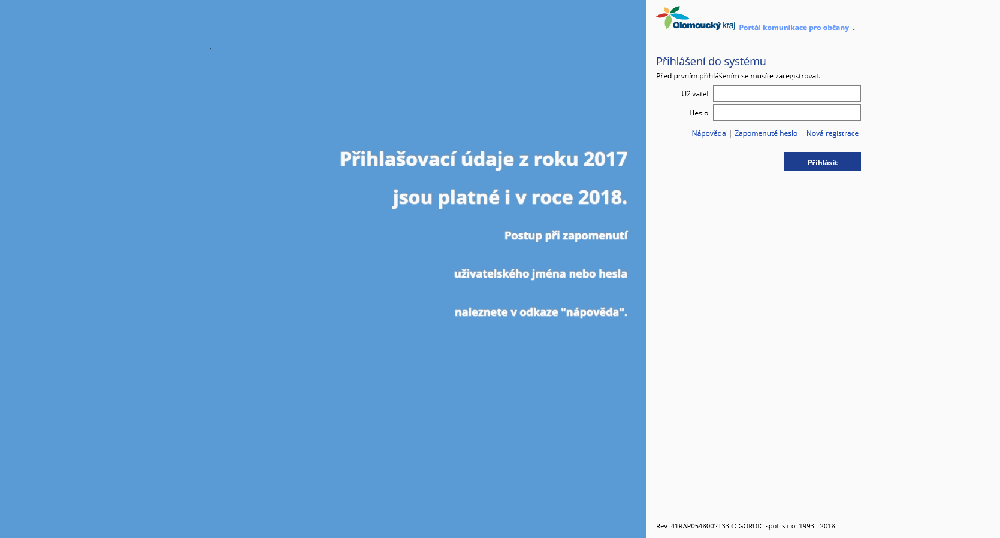 Přihlašovací údaje z roku 2017
jsou platné i v roce 2018.
Postup při zapomenutí
uživatelského jména nebo hesla
naleznete v odkaze "nápověda".
Olomoucký kraj Portál komunikace pro občany .
Přihlášení do systému
Před prvním přihlášením se musíte zaregistrovat.
Uživatel
Heslo
Nápověda | Zapomenuté heslo | Nová registrace
Přihlásit
Rev. 41RAP0548002T33 © GORDIC spol. s r.o. 1993 - 2018